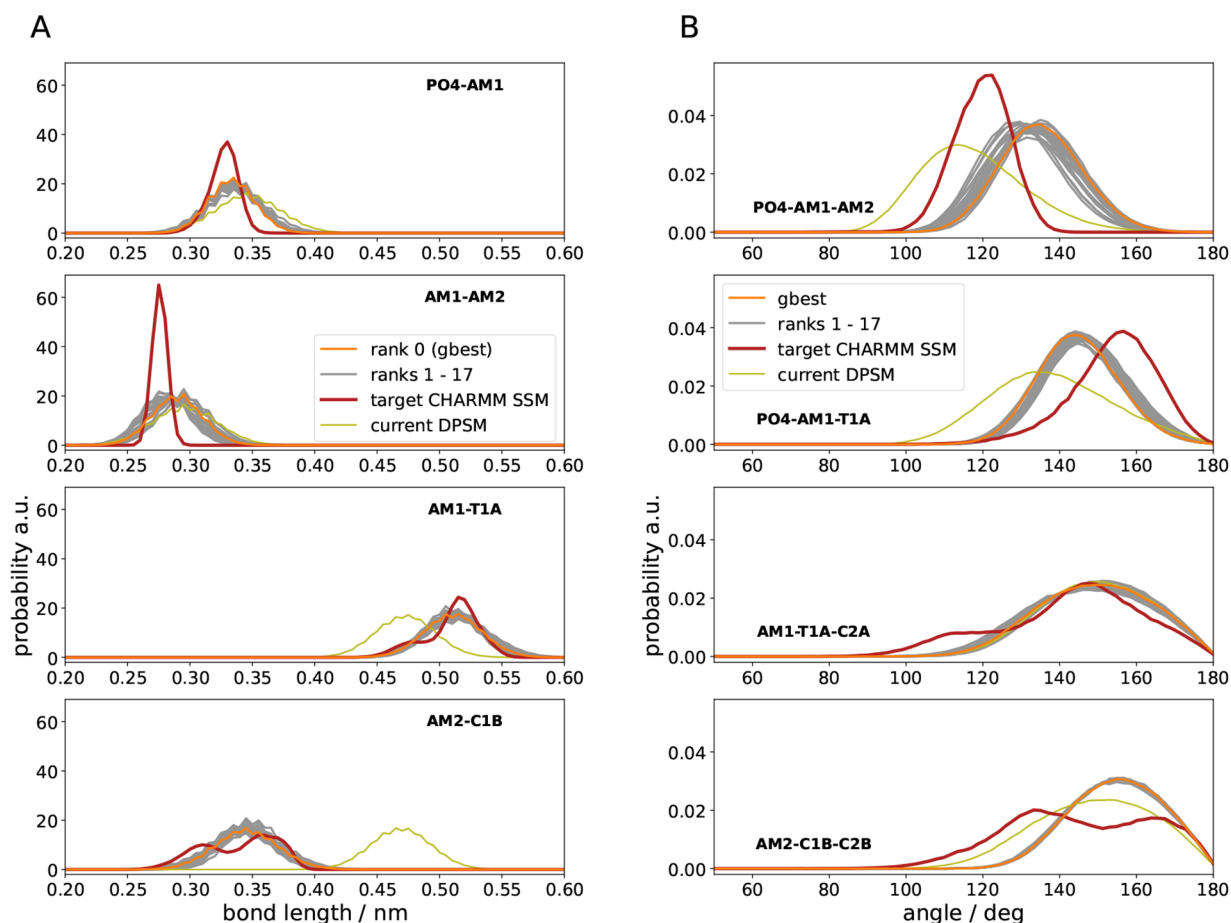 A
60
40
20
0
PO4-AM1
0.20 0.25 0.30 0.35 0.40 0.45 0.50 0.55 0.60
60
40
20
0
AM1-AM2
rank 0 (gbest)
ranks 1 - 17
target CHARMM SSM
current DPSM
0.20 0.25 0.30 0.35 0.40 0.45 0.50 0.55 0.60
probability a.u.
60
40
20
0
AM1-T1A
0.20 0.25 0.30 0.35 0.40 0.45 0.50 0.55 0.60
60
40
20
0
AM2-C1B
0.20 0.25 0.30 0.35 0.40 0.45 0.50 0.55 0.60
bond length / nm
B
0.04
0.02
0.00
PO4-AM1-AM2
60 80 100 120 140 160 180
0.04
0.02
0.00
gbest
ranks 1 - 17
target CHARMM SSM
current DPSM
PO4-AM1-T1A
60 80 100 120 140 160 180
probability a.u.
0.04
0.02
0.00
AM1-T1A-C2A
60 80 100 120 140 160 180
0.04
0.02
0.00
AM2-C1B-C2B
60 80 100 120 140 160 180
angle / deg